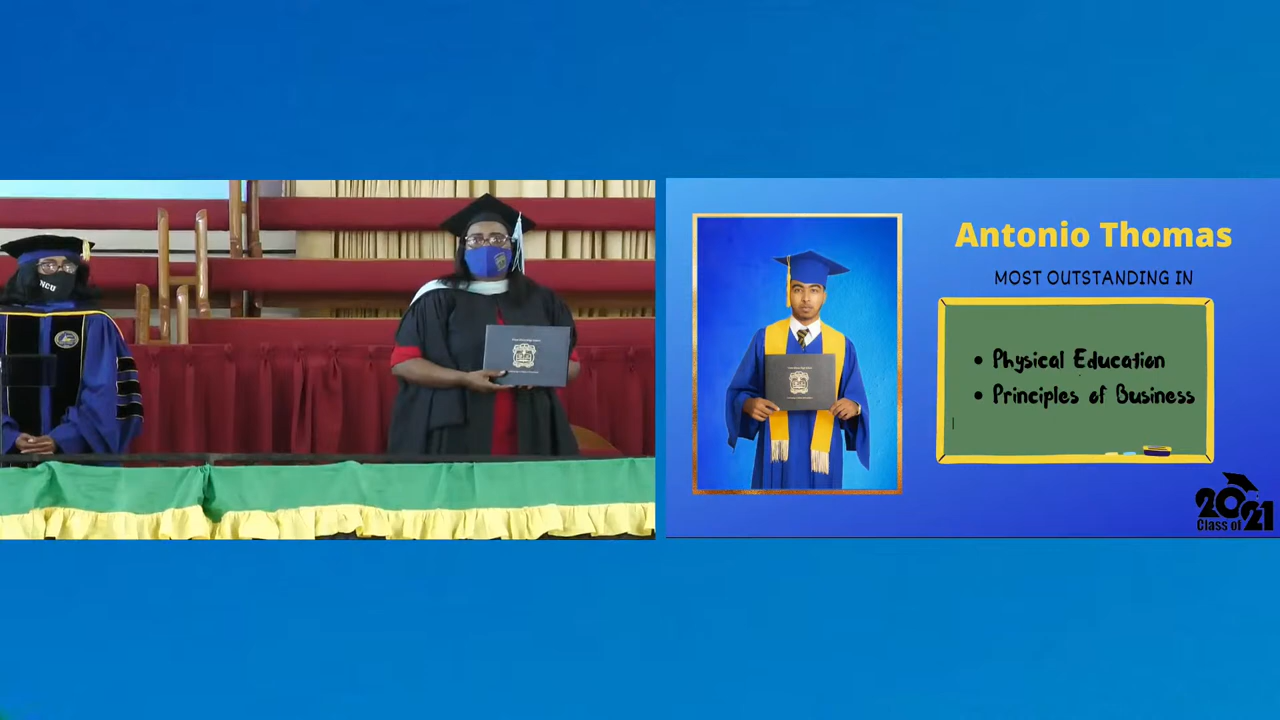 NCU
Antonio Thomas
MOST OUTSTANDING IN
• Physical Education
• Principles of Business
2021
Class of